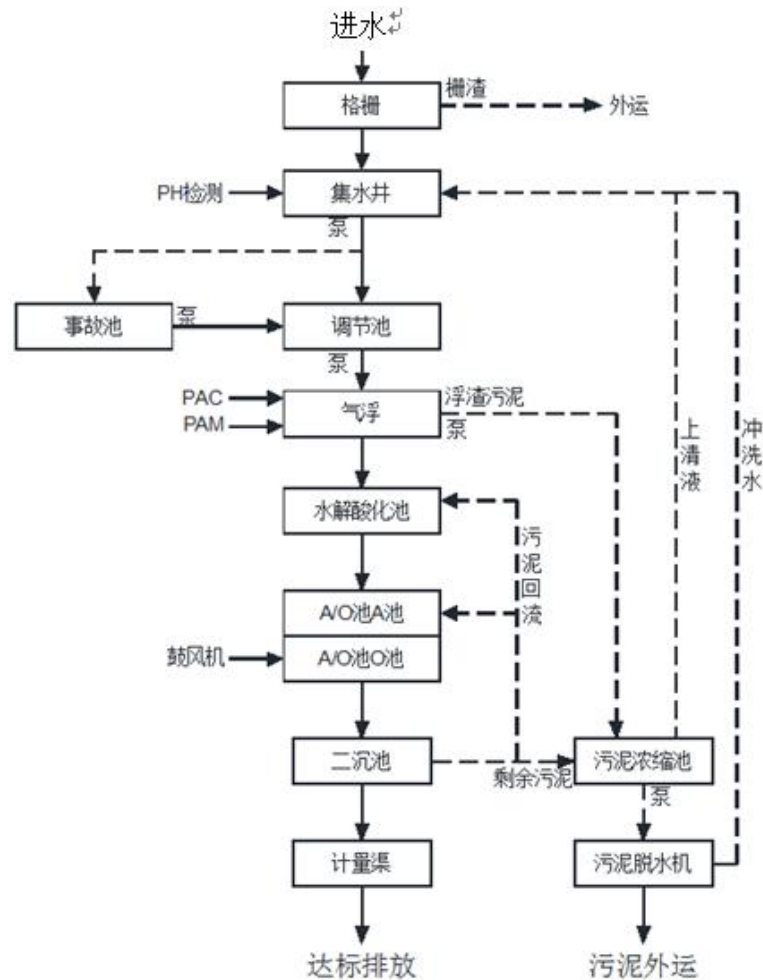 进水
栅渣
格栅
外运
PH检测
集水井
泵
事故池
泵
调节池
泵
PAC
PAM
气浮
浮渣污泥
泵
上清液
冲洗水
水解酸化池
污泥回流
A/O池A池
鼓风机
A/O池O池
二沉池
剩余污泥
污泥浓缩池
泵
计量渠
污泥脱水机
达标排放
污泥外运